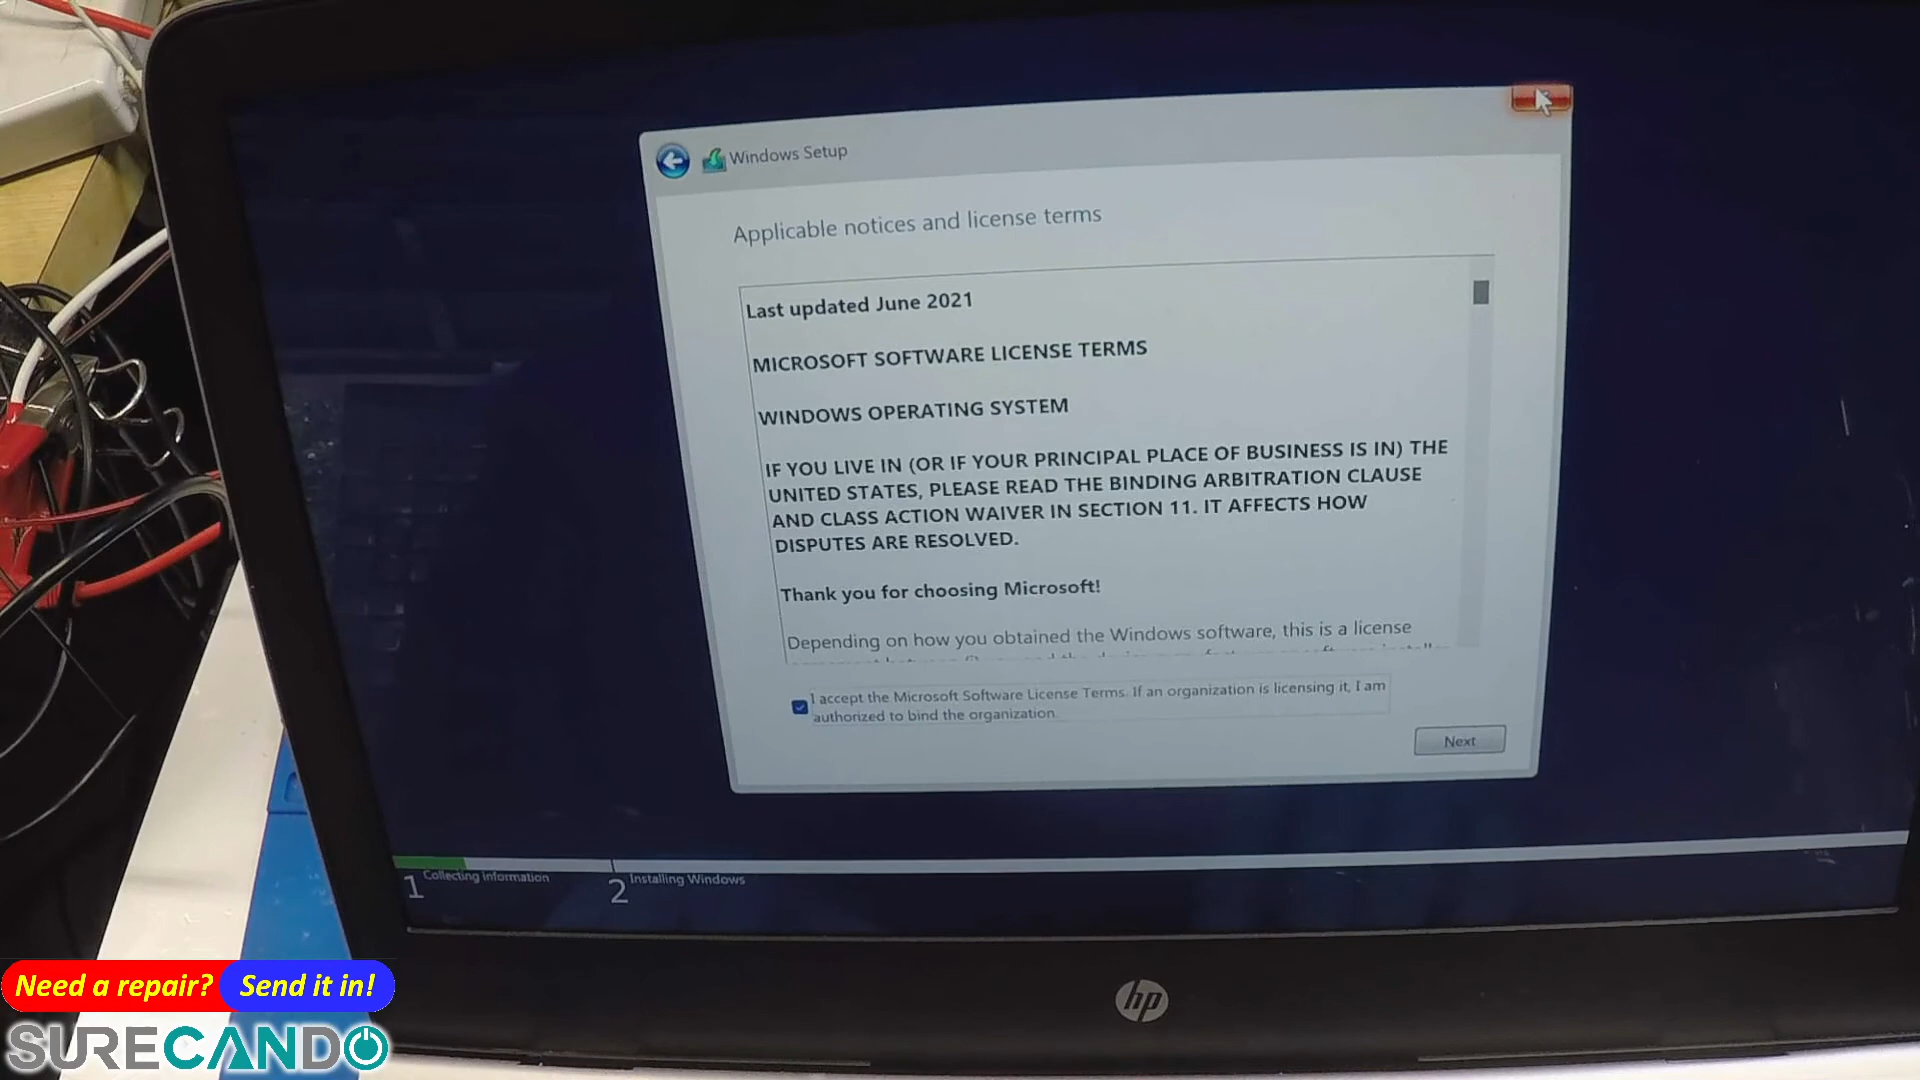 Windows Setup
Applicable notices and license terms
Last updated June 2021
MICROSOFT SOFTWARE LICENSE TERMS
WINDOWS OPERATING SYSTEM
IF YOU LIVE IN (OR IF YOUR PRINCIPAL PLACE OF BUSINESS IS IN) THE
UNITED STATES, PLEASE READ THE BINDING ARBITRATION CLAUSE
AND CLASS ACTION WAIVER IN SECTION 11. IT AFFECTS HOW
DISPUTES ARE RESOLVED.
Thank you for choosing Microsoft!
Depending on how you obtained the Windows software, this is a license
I accept the Microsoft Software License Terms. If an organization is licensing it, I am
authorized to bind the organization.
Next
1 Collecting information
2 Installing Windows
hp
Need a repair? Send it in!
SURECANDO